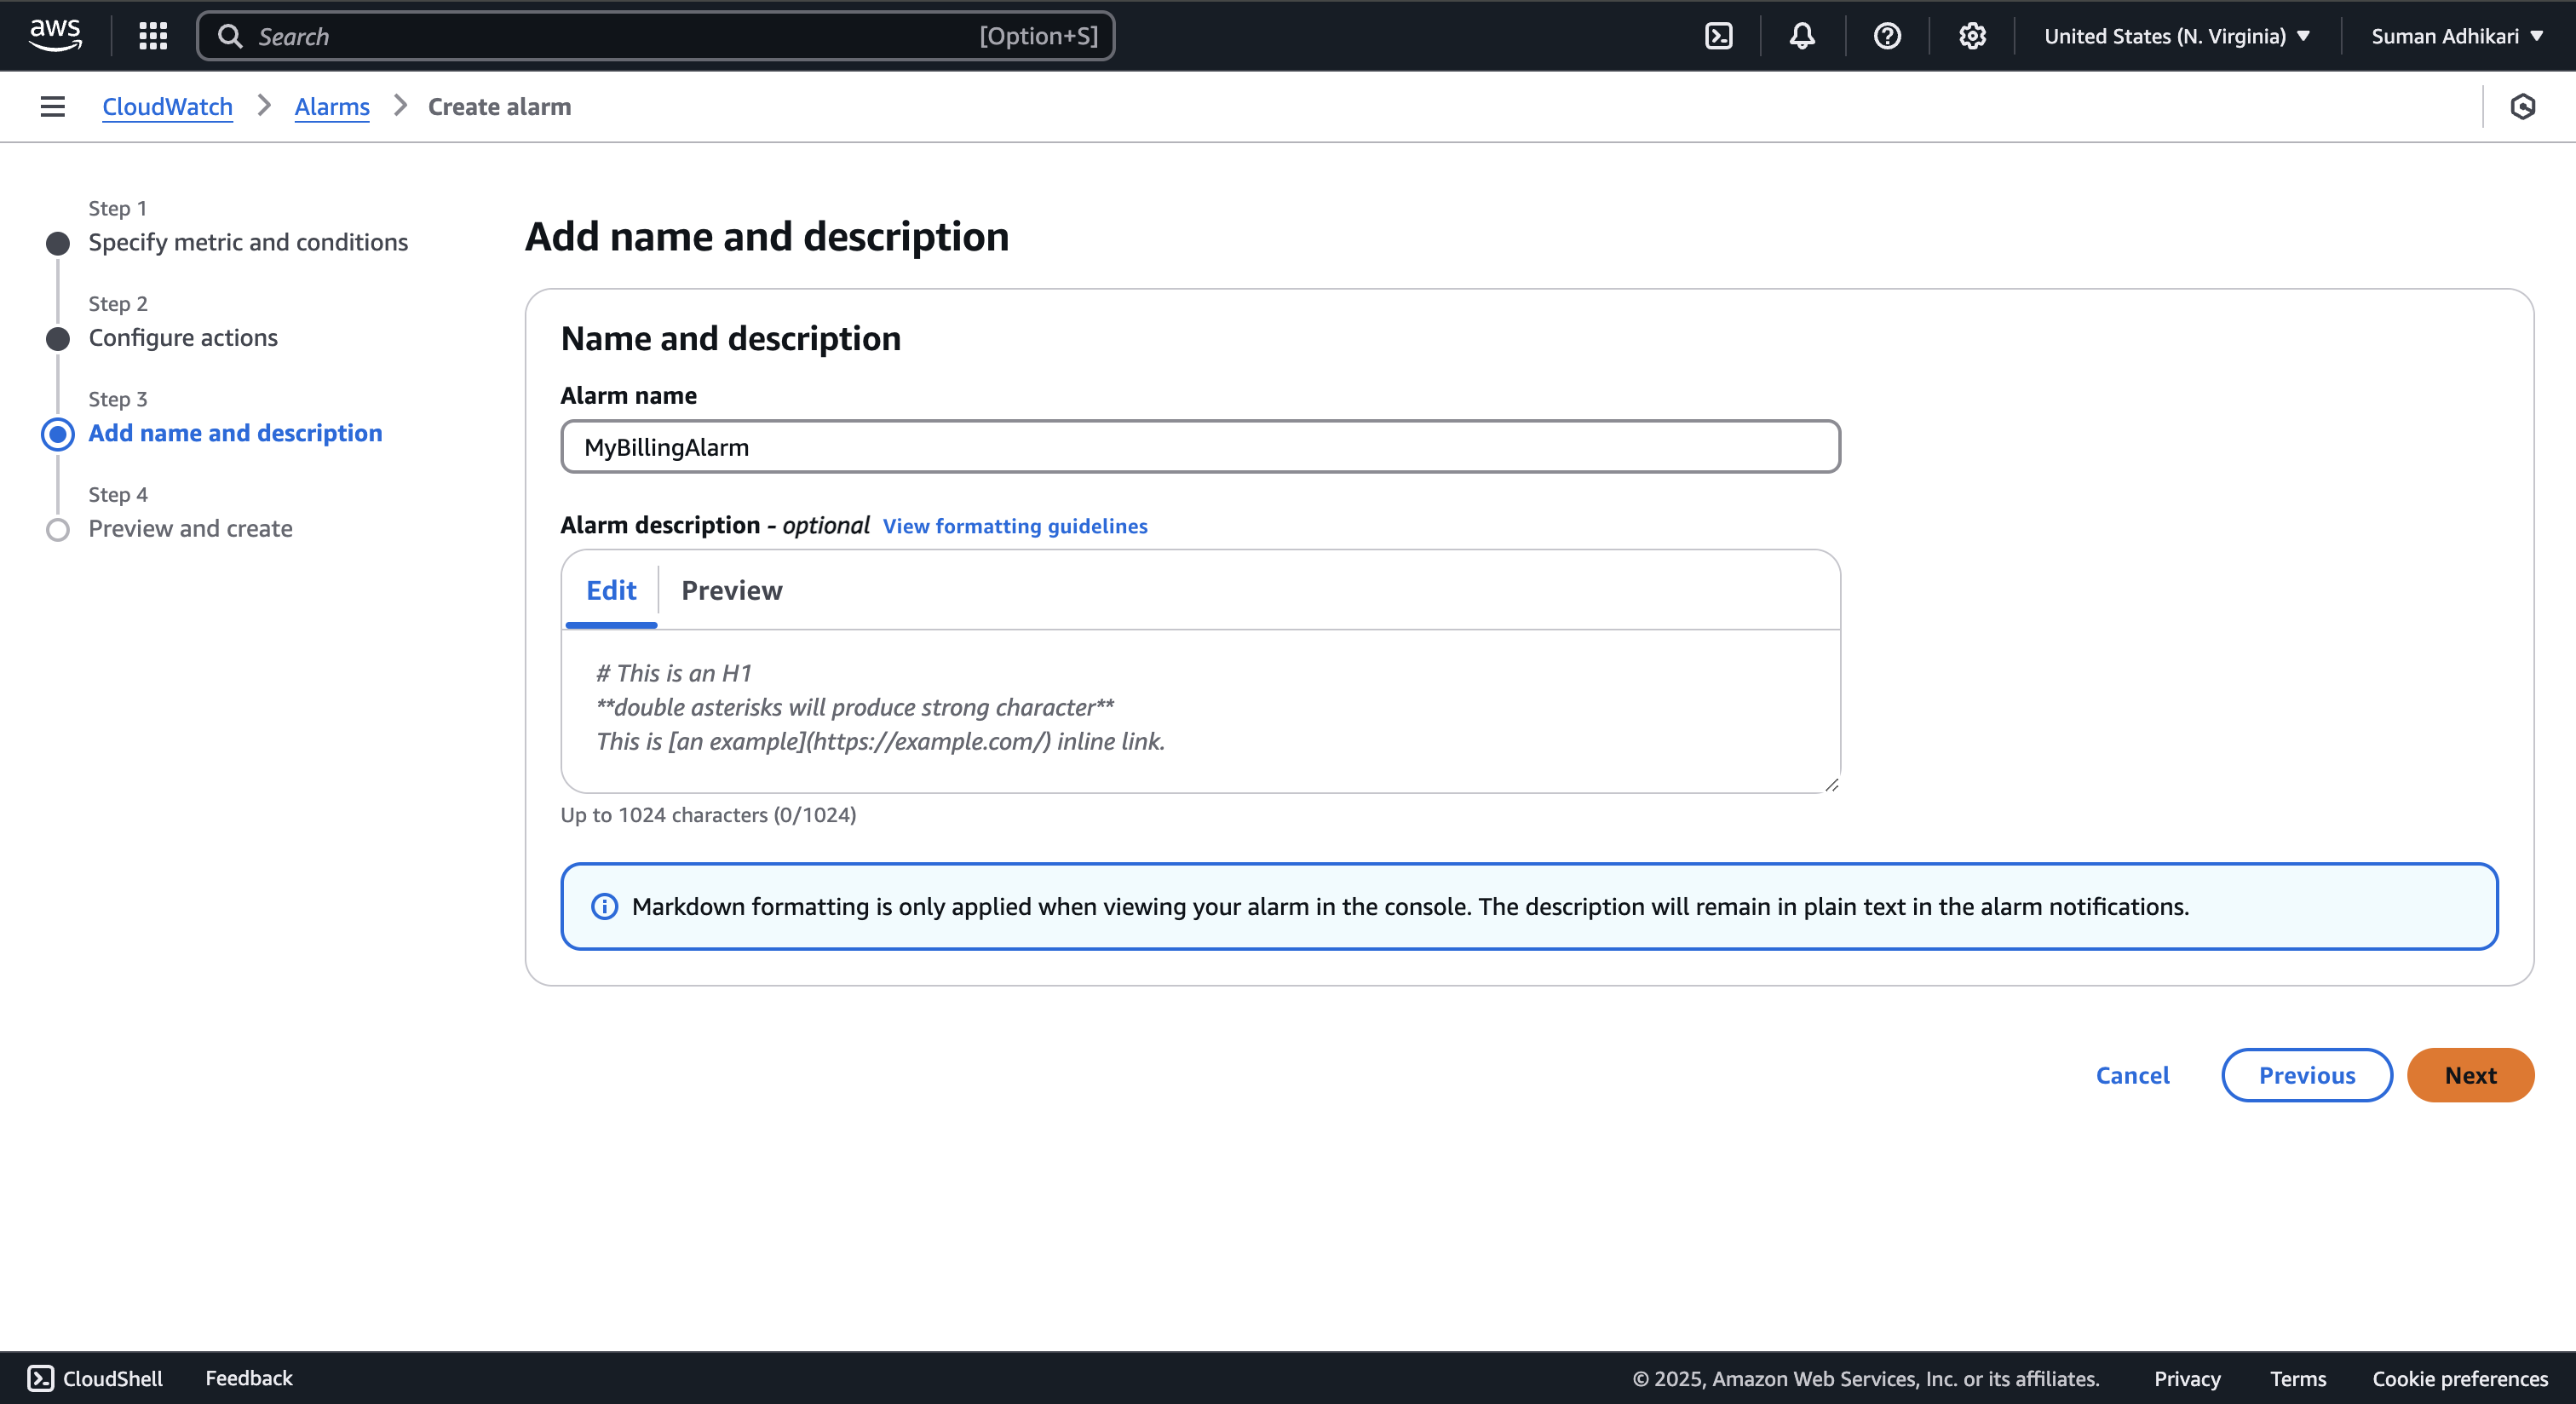 aws
Search
[Option+S]
United States (N. Virginia)
Suman Adhikari
CloudWatch
Alarms
Create alarm
Step 1
Specify metric and conditions
Step 2
Configure actions
Step 3
Add name and description
Step 4
Preview and create
Add name and description
Name and description
Alarm name
MyBillingAlarm
Alarm description - optional View formatting guidelines
Edit
Preview
# This is an H1
**double asterisks will produce strong character**
This is [an example](https://example.com/) inline link.
Up to 1024 characters (0/1024)
Markdown formatting is only applied when viewing your alarm in the console. The description will remain in plain text in the alarm notifications.
Cancel
Previous
Next
CloudShell
Feedback
© 2025, Amazon Web Services, Inc. or its affiliates.
Privacy
Terms
Cookie preferences